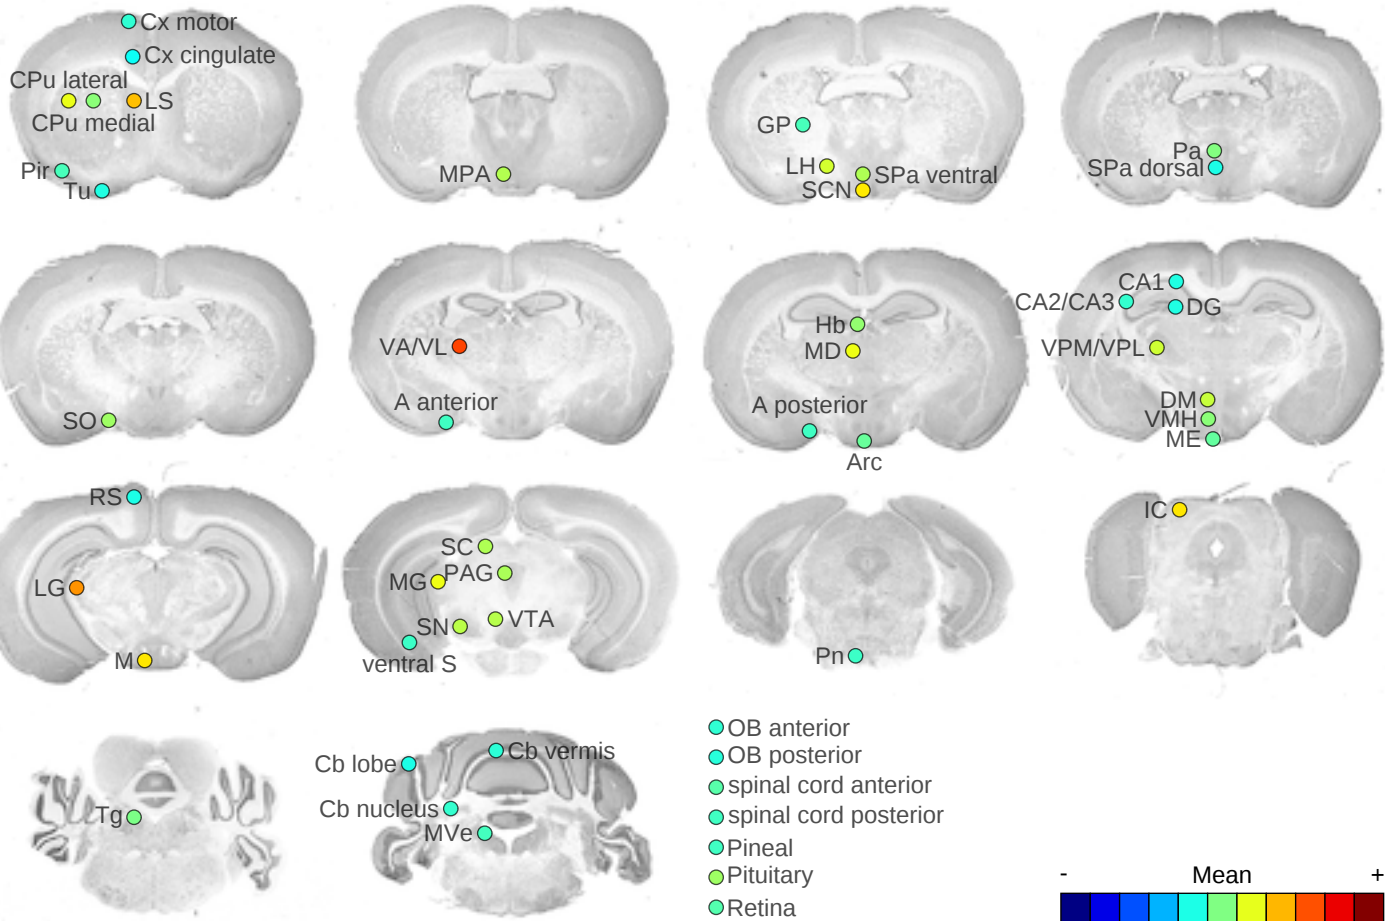 Cx motor
Cx cingulate
CPu lateral
LS
CPu medial
Pir
Tu
MPA
GP
LH
SPa ventral
SCN
Pa
SPa dorsal
SO
VA/VL
A anterior
Hb
MD
A posterior
Arc
CA1
CA2/CA3
DG
VPM/VPL
DM
VMH
ME
RS
LG
M
SC
PAG
MG
VTA
SN
ventral S
Pn
IC
Tg
Cb vermis
Cb lobe
Cb nucleus
MVe
OB anterior
OB posterior
spinal cord anterior
spinal cord posterior
Pineal
Pituitary
Retina
- Mean +